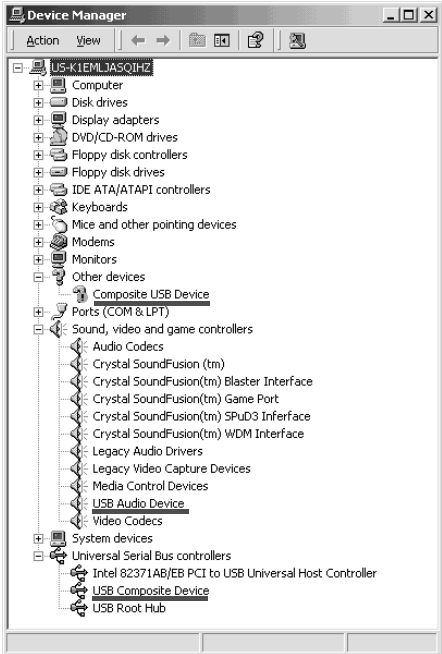 Device Manager
Action View
US-K1EMLJASQIHZ
Computer
Disk drives
Display adapters
DVD/CD-ROM drives
Floppy disk controllers
Floppy disk drives
IDE ATA/ATAPI controllers
Keyboards
Mice and other pointing devices
Modems
Monitors
Other devices
Composite USB Device
Ports (COM & LPT)
Sound, video and game controllers
Audio Codecs
Crystal SoundFusion (tm)
Crystal SoundFusion(tm) Blaster Interface
Crystal SoundFusion(tm) Game Port
Crystal SoundFusion(tm) SPuD3 Inferface
Crystal SoundFusion(tm) WDM Interface
Legacy Audio Drivers
Legacy Video Capture Devices
Media Control Devices
USB Audio Device
Video Codecs
System devices
Universal Serial Bus controllers
Intel 82371AB/EB PCI to USB Universal Host Controller
USB Composite Device
USB Root Hub